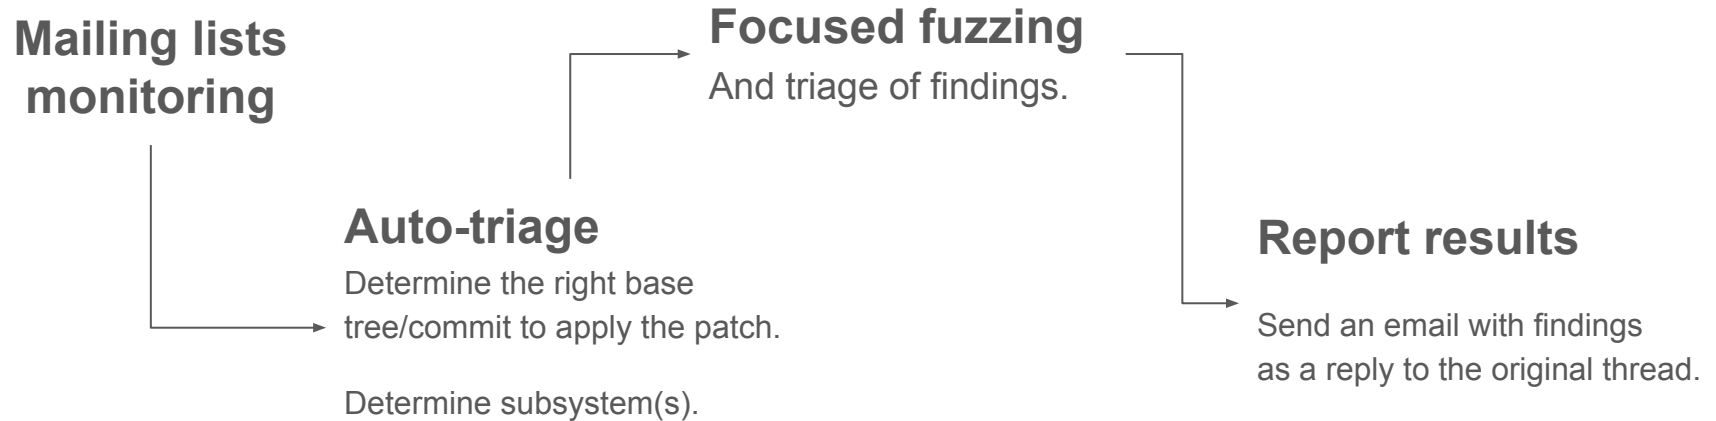 Mailing lists
monitoring
Auto-triage
Determine the right base
tree/commit to apply the patch.
Determine subsystem(s).
Focused fuzzing
And triage of findings.
Report results
Send an email with findings
as a reply to the original thread.